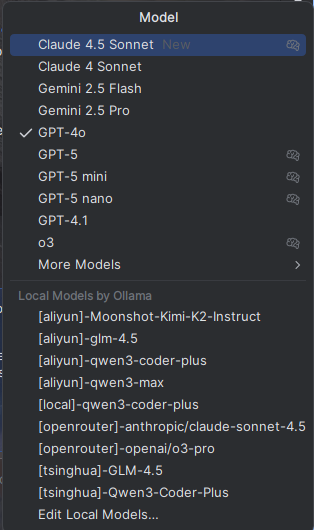 Model
Claude 4.5 Sonnet New
Claude 4 Sonnet
Gemini 2.5 Flash
Gemini 2.5 Pro
GPT-4o
GPT-5
GPT-5 mini
GPT-5 nano
GPT-4.1
o3
More Models
Local Models by Ollama
[aliyun]-Moonshot-Kimi-K2-Instruct
[aliyun]-glm-4.5
[aliyun]-qwen3-coder-plus
[aliyun]-qwen3-max
[local]-qwen3-coder-plus
[openrouter]-anthropic/claude-sonnet-4.5
[openrouter]-openai/o3-pro
[tsinghua]-GLM-4.5
[tsinghua]-Qwen3-Coder-Plus
Edit Local Models...